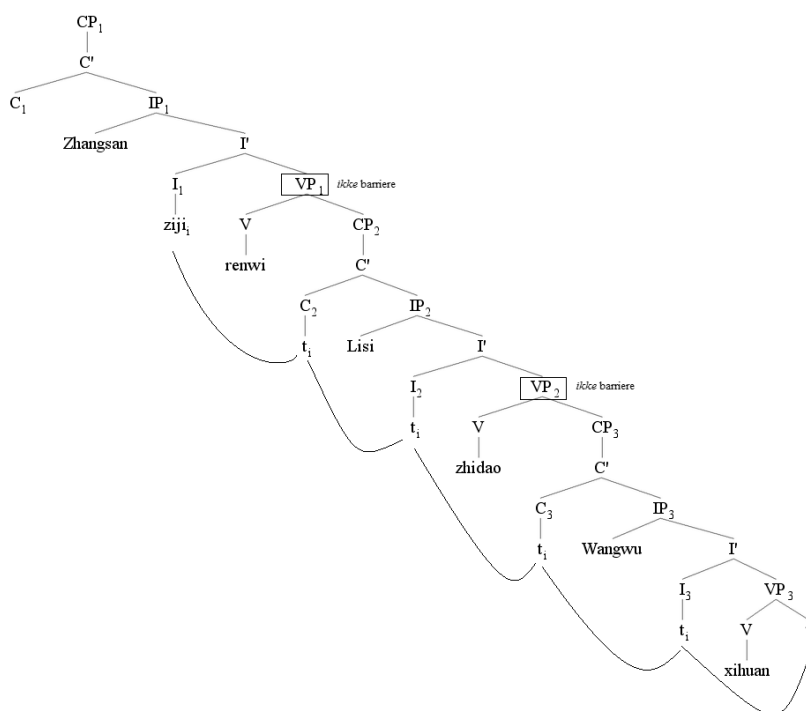 CP1
C'
C1 IP1
Zhangsan I'
I1 VP1 ikke barriere
zijii V CP2
renwi C'
C2 IP2
ti Lisi I'
I2 VP2 ikke barriere
ti V CP3
zhidao C'
C3 IP3
ti Wangwu I'
I3 VP3
ti V
xihuan